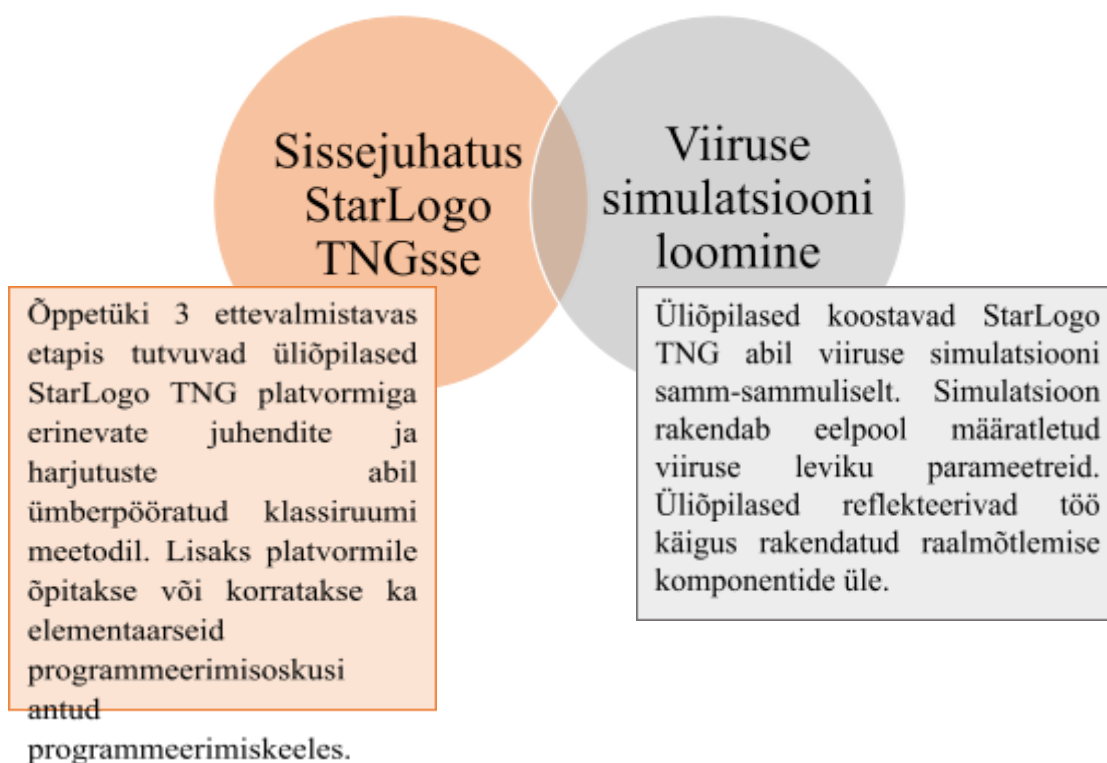 Sissejuhatus
StarLogo
TNGsse
Viiruse
simulatsiooni
loomine
Õppetüki 3 ettevalmistavas
etapis tutvuvad üliõpilased
StarLogo TNG platvormiga
erinevate juhendite ja
harjutuste abil
ümberpööratud klassiruumi
meetodil. Lisaks platvormile
õpitakse või korratakse ka
elementaarseid
programmeerimisoskusi
antud
programmeerimiskeeles.
Üliõpilased koostavad StarLogo
TNG abil viiruse simulatsiooni
samm-sammuliselt. Simulatsioon
rakendab eelpool määratletud
viiruse leviku parameetreid.
Üliõpilased reflekteerivad töö
käigus rakendatud raalmõtlemise
komponentide üle.